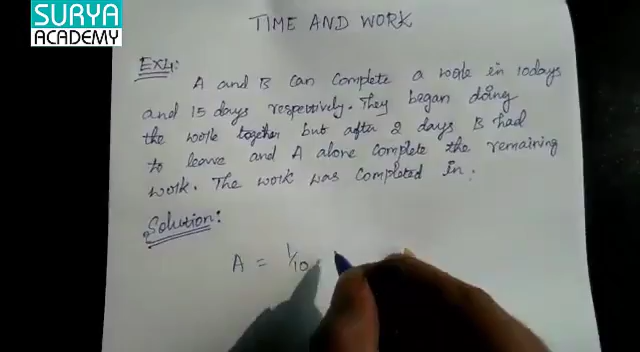 SURYA
ACADEMY
TIME AND WORK
EX4:
A and B can complete a work in 10days
and 15 days respectively. They began doing
the work together but after 2 days B had
to leave and A alone complete the remaining
work. The work was completed in :
Solution:
A = 1/10